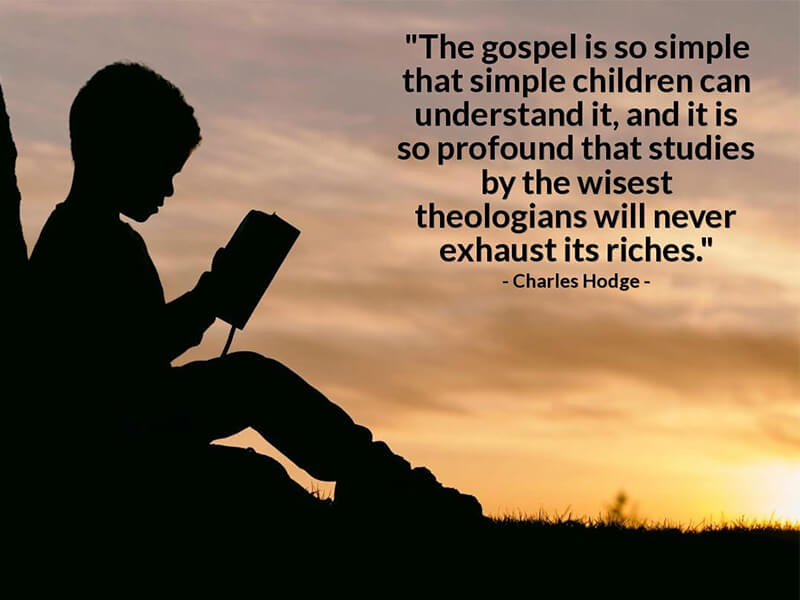 "The gospel is so simple
that simple children can
understand it, and it is
so profound that studies
by the wisest
theologians will never
exhaust its riches."
- Charles Hodge -